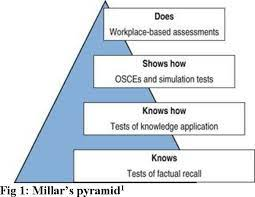 Does
Workplace-based assessments
Shows how
OSCEs and simulation tests
Knows how
Tests of knowledge application
Knows
Tests of factual recall
Fig 1: Millar's pyramid¹